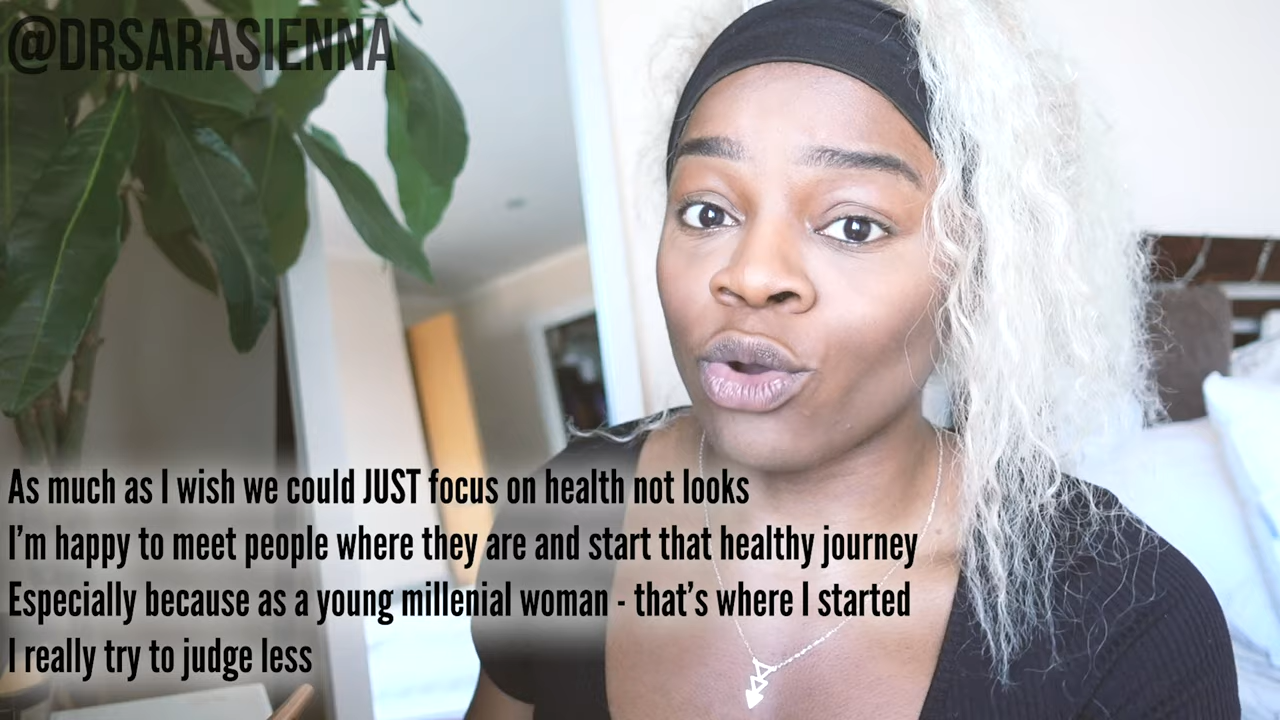 @DRSARASIENNA
As much as I wish we could JUST focus on health not looks
I'm happy to meet people where they are and start that healthy journey
Especially because as a young millenial woman - that's where I started
I really try to judge less